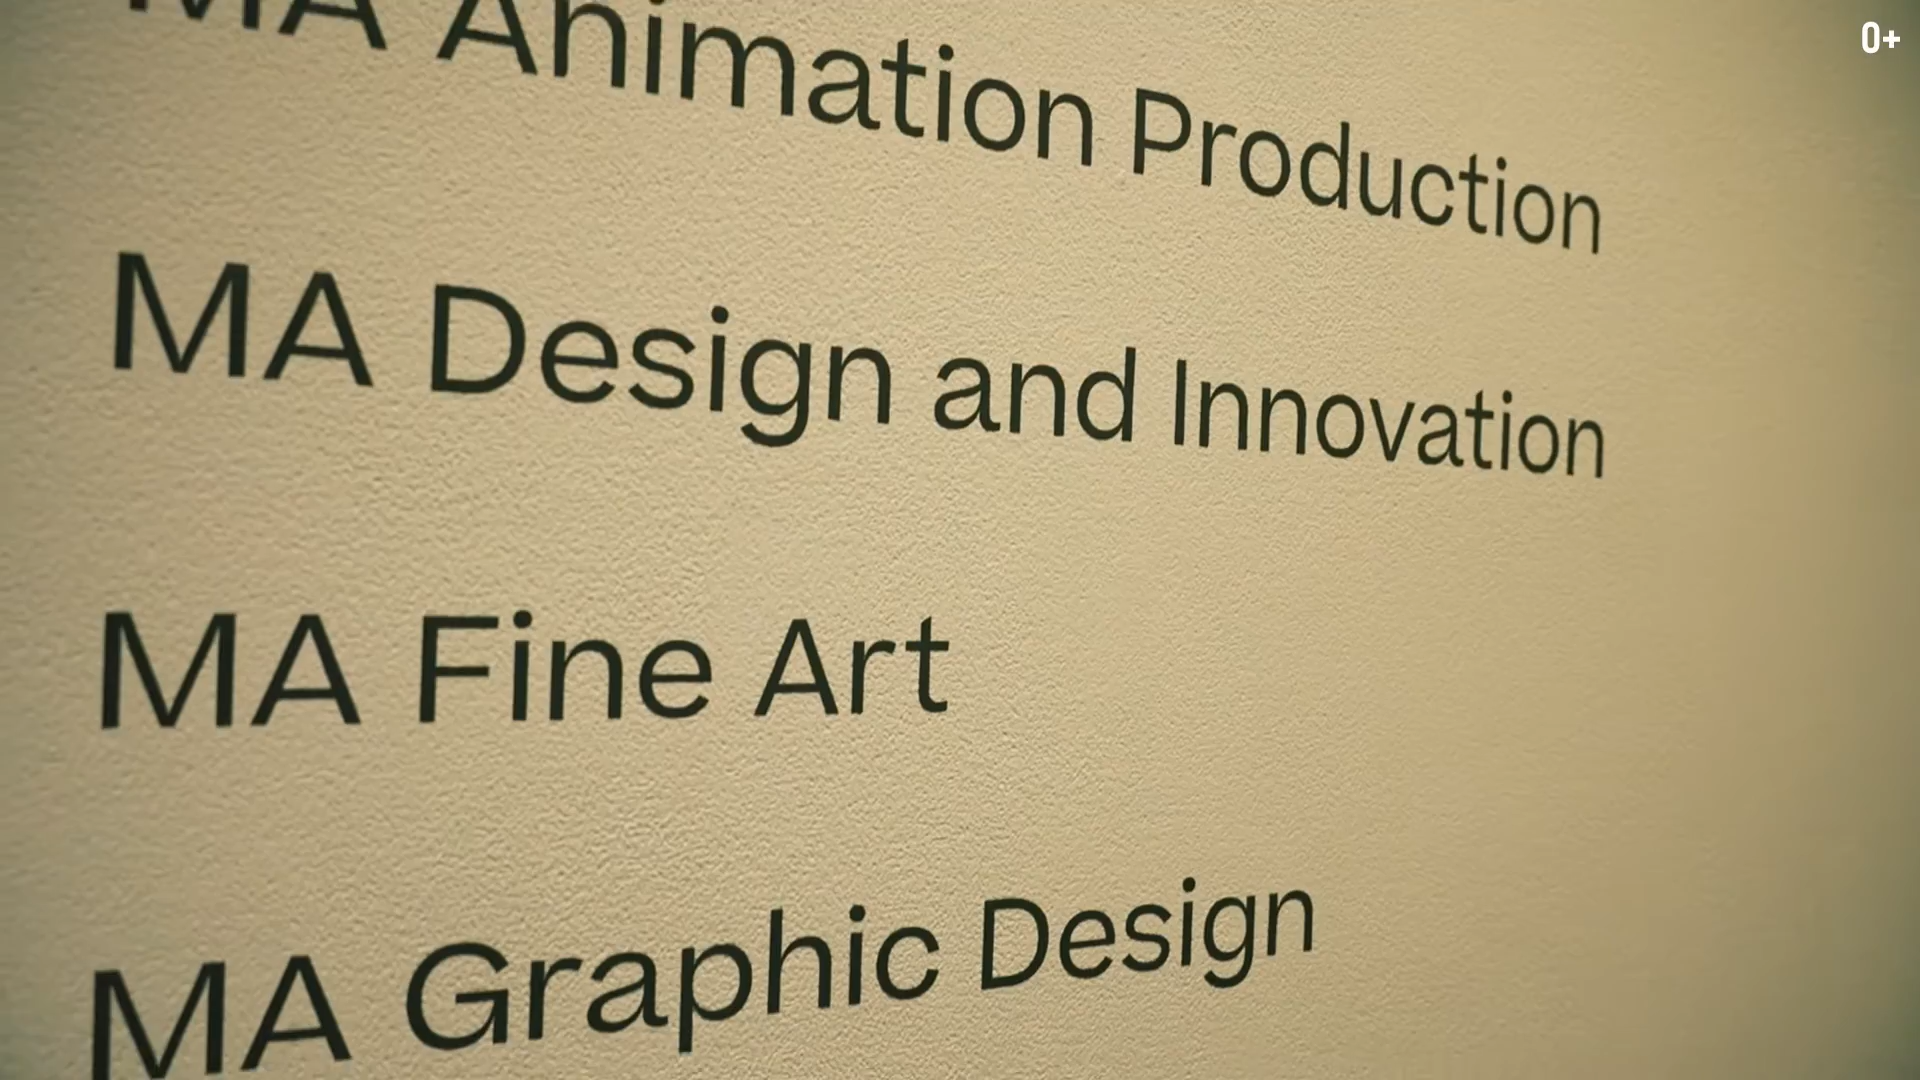 0+
MA Animation Production
MA Design and Innovation
MA Fine Art
MA Graphic Design